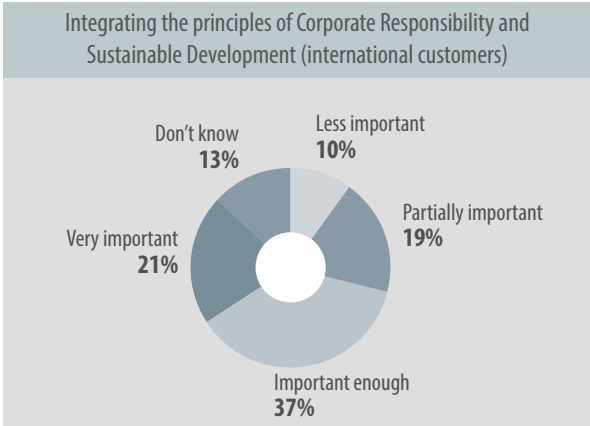 Integrating the principles of Corporate Responsibility and
Sustainable Development (international customers)
Less important
10%
Don’t know
13%
Partially important
19%
Very important
21%
Important enough
37%